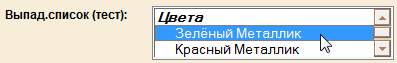 Выпад.список (тест):
Цвета
Зелёный Металлик
Красный Металлик